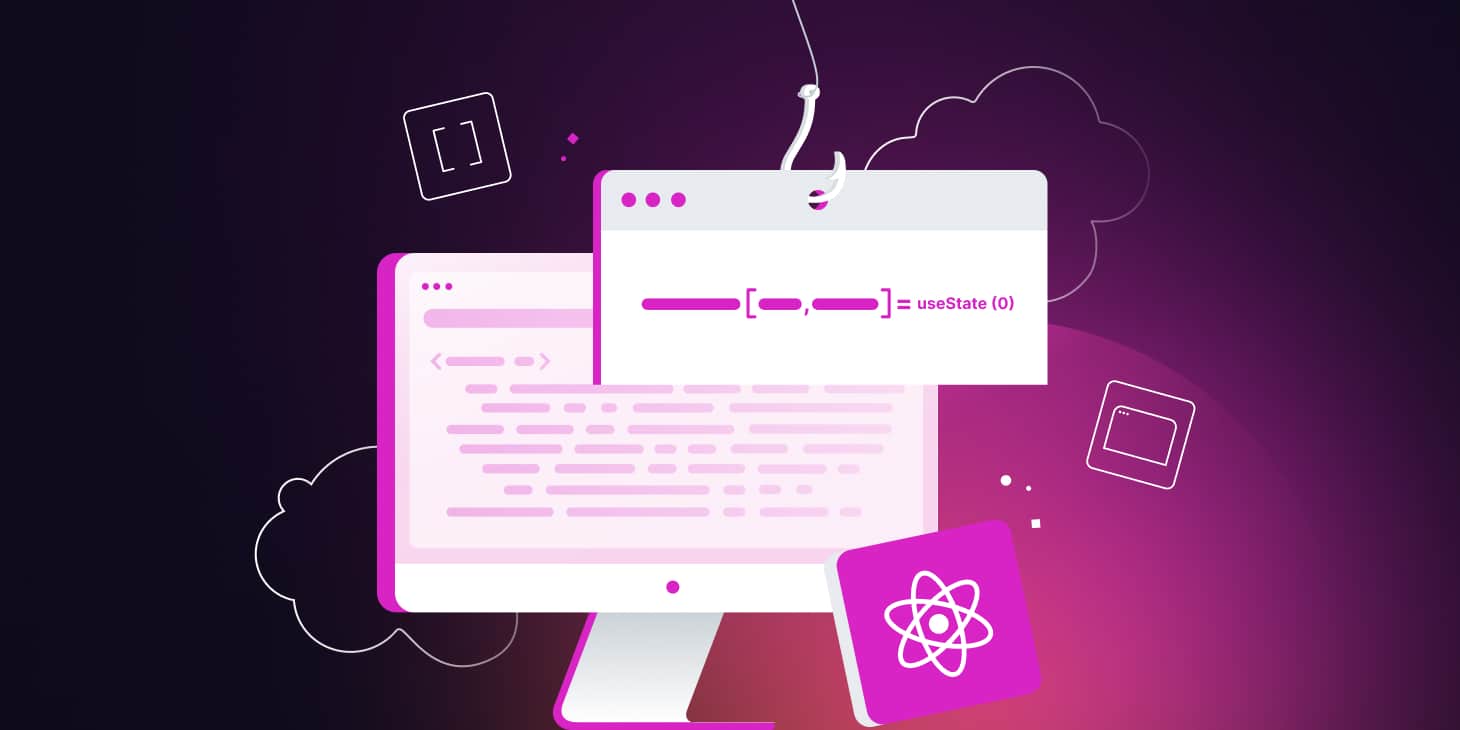 [ ]
[ , ] = useState (0)